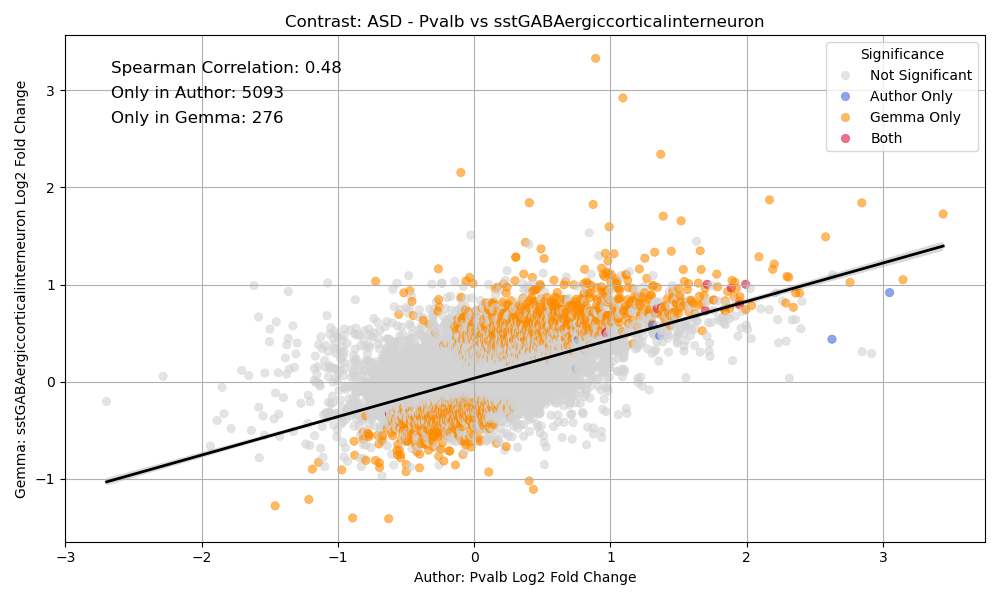 Contrast: ASD - Pvalb vs sstGABAergiccorticalinterneuron
Spearman Correlation: 0.48
Only in Author: 5093
Only in Gemma: 276
Significance
Not Significant
Author Only
Gemma Only
Both
Gemma: sstGABAergiccorticalinterneuron Log2 Fold Change
3
2
1
0
−1
−3
−2
−1
0
1
2
3
Author: Pvalb Log2 Fold Change